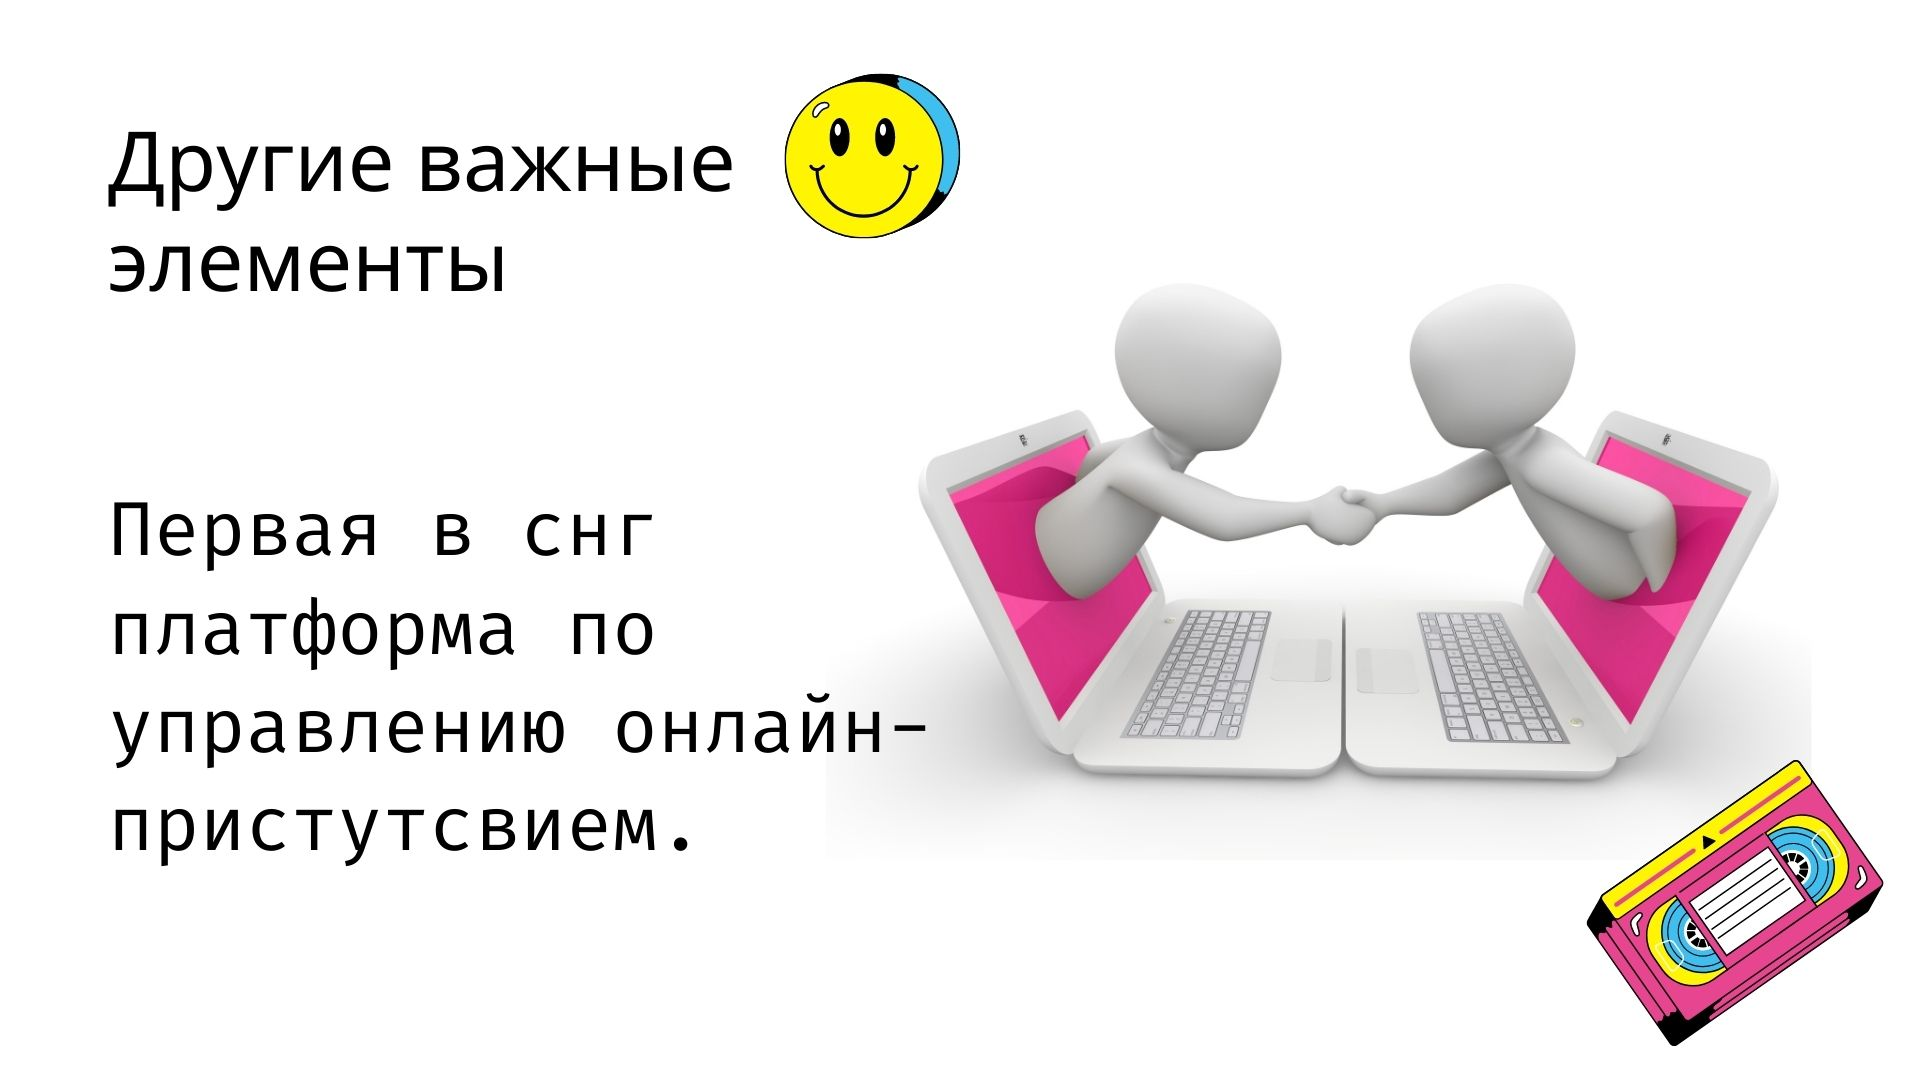 Другие важные
элементы
Первая в снг
платформа по
управлению онлайн-
пристутсвием.